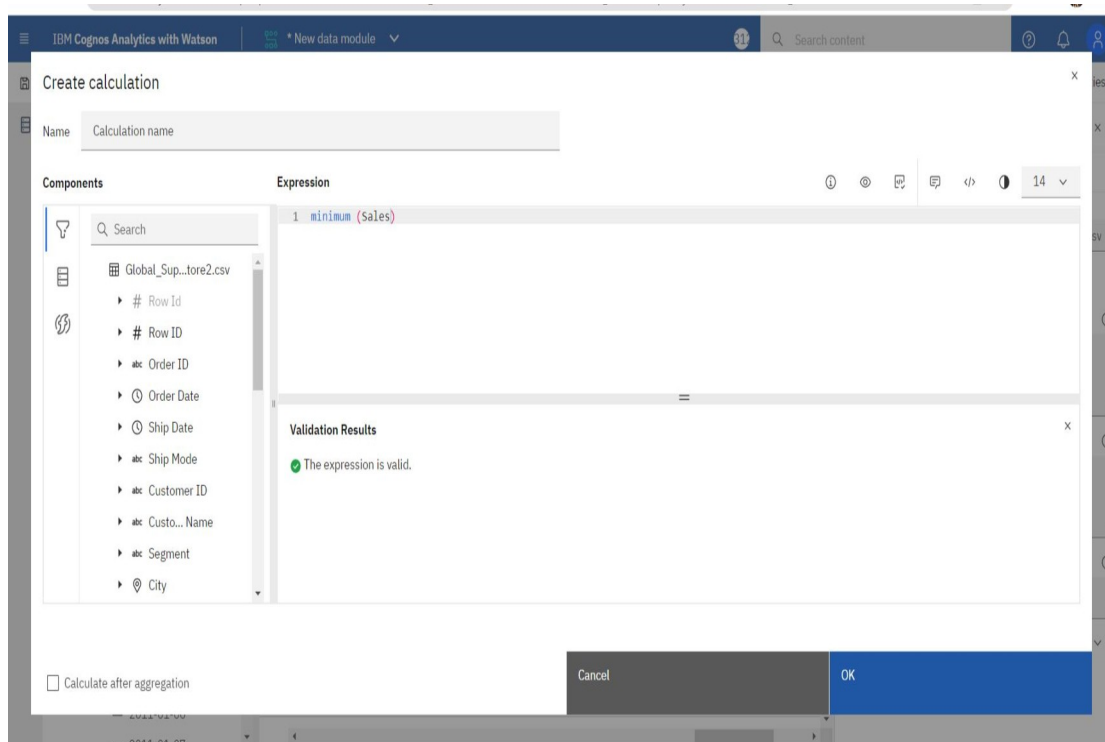 IBM Cognos Analytics with Watson
* New data module
Search content
Create calculation
x
Name
Calculation name
Components
Expression
14
Search
1 minimum (Sales)
Global_Sup...tore2.csv
# Row Id
# Row ID
abc Order ID
Order Date
Ship Date
abc Ship Mode
abc Customer ID
abc Custo... Name
abc Segment
City
Validation Results
x
The expression is valid.
Calculate after aggregation
Cancel
OK